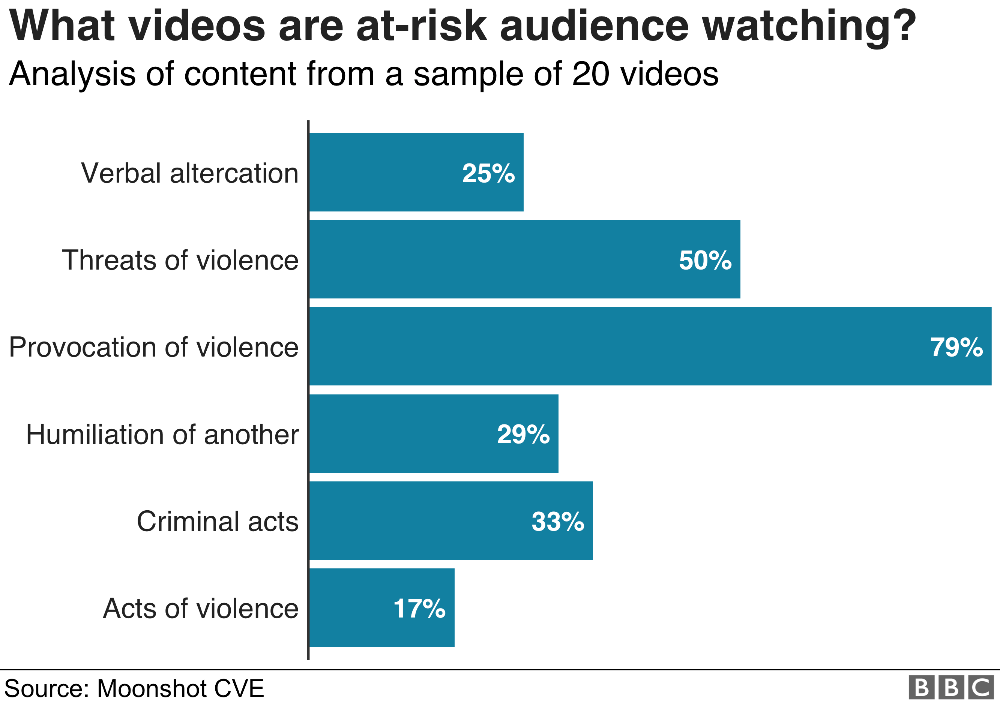 What videos are at-risk audience watching?
Analysis of content from a sample of 20 videos
Verbal altercation 25%
Threats of violence 50%
Provocation of violence 79%
Humiliation of another 29%
Criminal acts 33%
Acts of violence 17%
Source: Moonshot CVE BBC